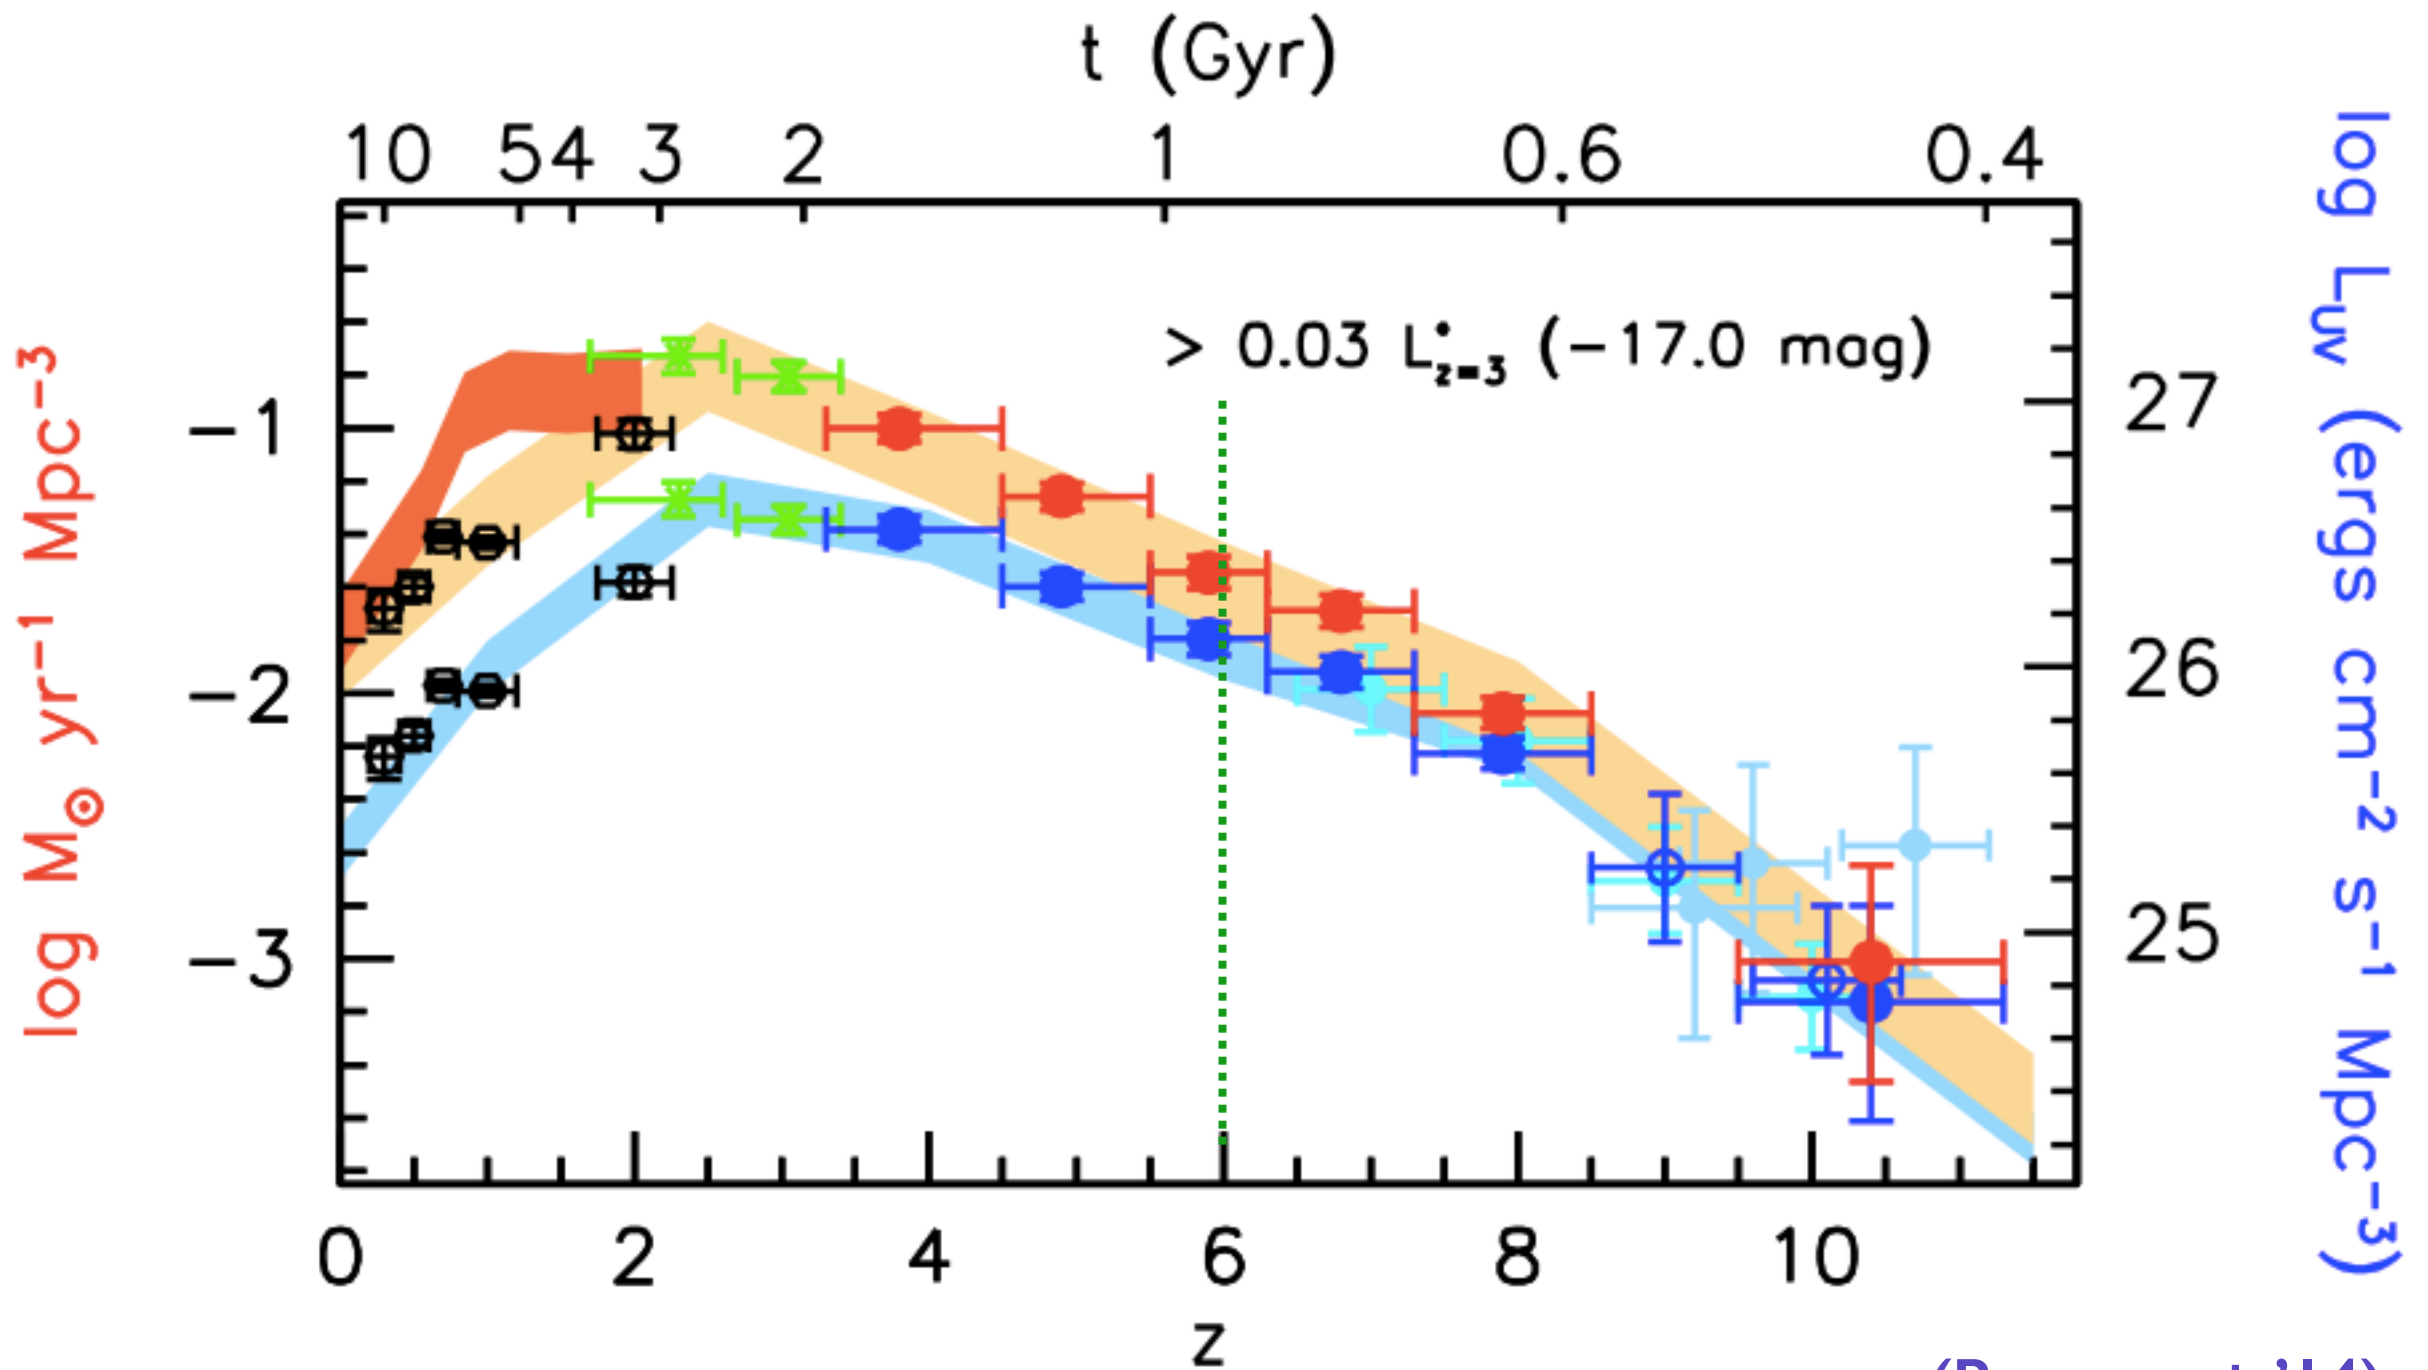 t (Gyr)
10 5 4 3 2 1 0.6 0.4
> 0.03 L*z=3 (-17.0 mag)
log M⊙ yr-1 Mpc-3
-1
-2
-3
log Luv (ergs cm-2 s-1 Mpc-3)
27
26
25
0 2 4 6 8 10
z